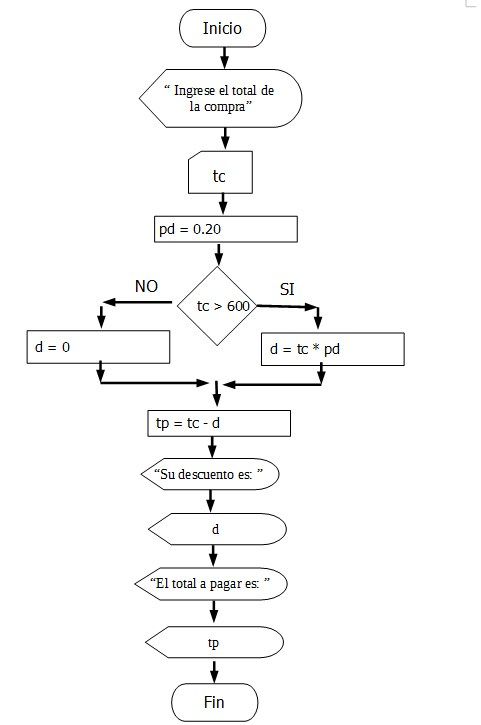 Inicio
“ Ingrese el total de
la compra”
tc
pd = 0.20
NO
tc > 600
SI
d = 0
d = tc * pd
tp = tc - d
“Su descuento es: ”
d
“El total a pagar es: ”
tp
Fin